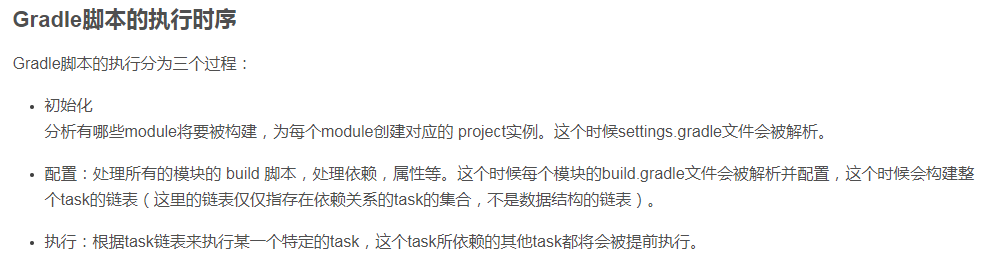 Gradle脚本的执行时序
Gradle脚本的执行分为三个过程：
初始化
分析有哪些module将要被构建，为每个module创建对应的 project实例。这个时候settings.gradle文件会被解析。
配置：处理所有的模块的 build 脚本，处理依赖，属性等。这个时候每个模块的build.gradle文件会被解析并配置，这个时候会构建整
个task的链表（这里的链表仅仅指存在依赖关系的task的集合，不是数据结构的链表）。
执行：根据task链表来执行某一个特定的task，这个task所依赖的其他task都将会被提前执行。